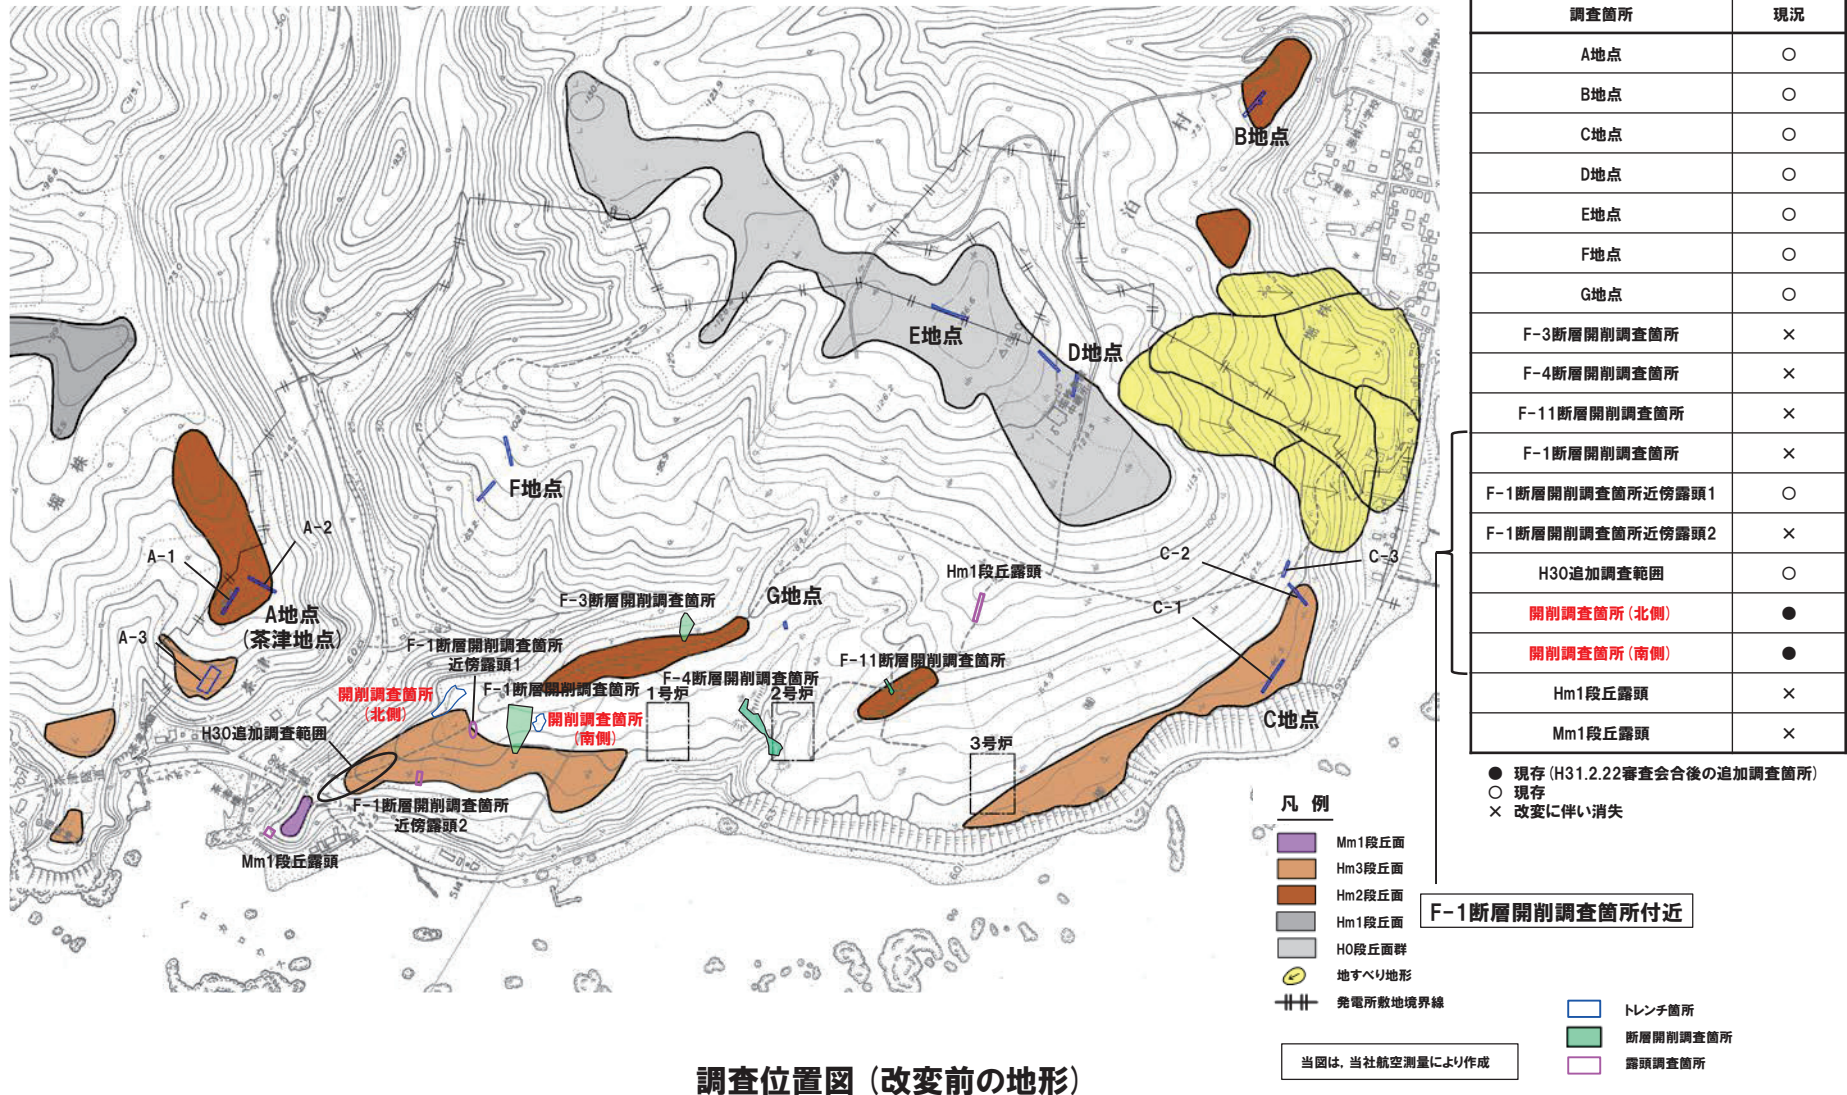 調査箇所 現況
A地点 ○
B地点 ○
C地点 ○
D地点 ○
E地点 ○
F地点 ○
G地点 ○
F-3断層開削調査箇所 ×
F-4断層開削調査箇所 ×
F-11断層開削調査箇所 ×
F-1断層開削調査箇所 ×
F-1断層開削調査箇所近傍露頭1 ○
F-1断層開削調査箇所近傍露頭2 ×
H30追加調査範囲 ○
開削調査箇所(北側) ●
開削調査箇所(南側) ●
Hm1段丘露頭 ×
Mm1段丘露頭 ×
● 現存(H31.2.22審査会合後の追加調査箇所)
○ 現存
× 改変に伴い消失
F-1断層開削調査箇所付近
B地点
村
泊
E地点
D地点
F地点
A-2
A-1
A地点
(茶津地点)
A-3
C-2
C-3
C-1
C地点
Hm1段丘露頭
G地点
F-3断層開削調査箇所
F-1断層開削調査箇所
近傍露頭1
F-11断層開削調査箇所
F-4断層開削調査箇所
F-1断層開削調査箇所
1号炉
2号炉
3号炉
開削調査箇所
(北側)
開削調査箇所
(南側)
H30追加調査範囲
F-1断層開削調査箇所
近傍露頭2
Mm1段丘露頭
凡 例
Mm1段丘面
Hm3段丘面
Hm2段丘面
Hm1段丘面
H0段丘面群
地すべり地形
発電所敷地境界線
トレンチ箇所
断層開削調査箇所
露頭調査箇所
当図は,当社航空測量により作成
調査位置図(改変前の地形)